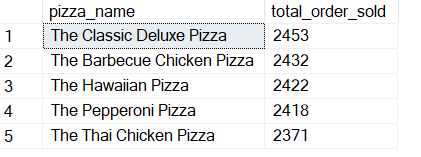 pizza_name total_order_sold
1 The Classic Deluxe Pizza 2453
2 The Barbecue Chicken Pizza 2432
3 The Hawaiian Pizza 2422
4 The Pepperoni Pizza 2418
5 The Thai Chicken Pizza 2371